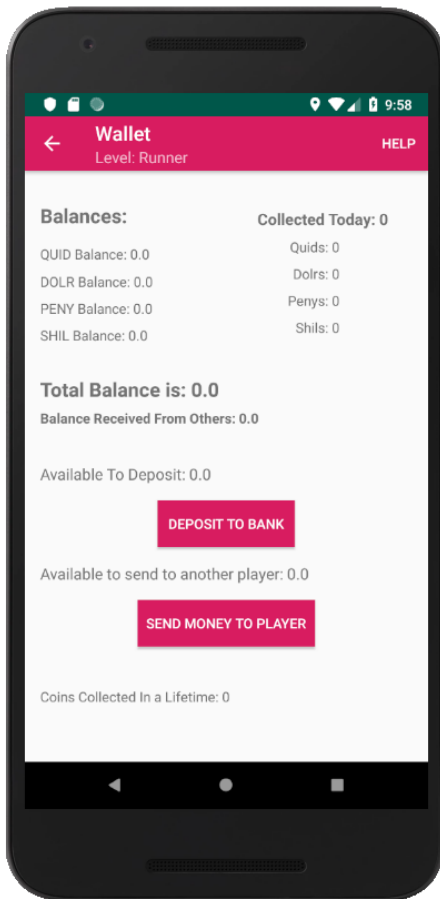 9:58
Wallet
Level: Runner
HELP
Balances:
QUID Balance: 0.0
DOLR Balance: 0.0
PENY Balance: 0.0
SHIL Balance: 0.0
Collected Today: 0
Quids: 0
Dolrs: 0
Penys: 0
Shils: 0
Total Balance is: 0.0
Balance Received From Others: 0.0
Available To Deposit: 0.0
DEPOSIT TO BANK
Available to send to another player: 0.0
SEND MONEY TO PLAYER
Coins Collected In a Lifetime: 0